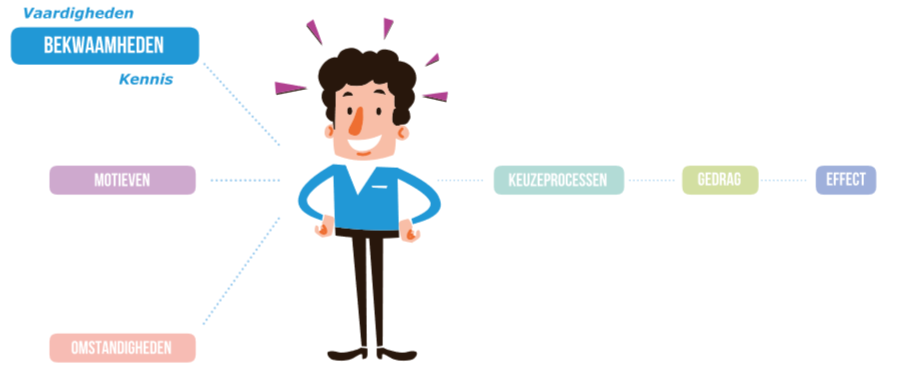 Vaardigheden
BEKWAAMHEDEN
Kennis
MOTIEVEN
KEUZEPROCESSEN
GEDRAG
EFFECT
OMSTANDIGHEDEN